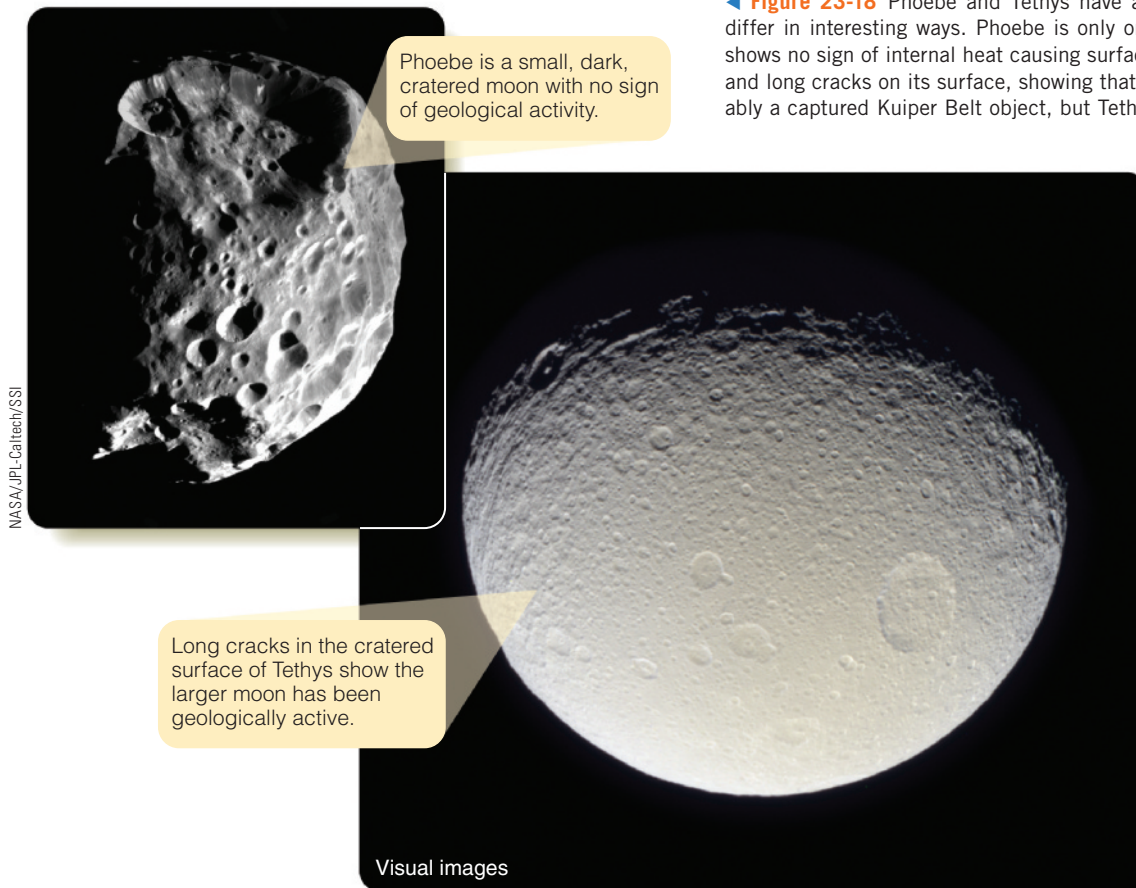 ◀ Figure 23-18 Phoebe and Tethys have a
differ in interesting ways. Phoebe is only o
shows no sign of internal heat causing surfac
and long cracks on its surface, showing that
ably a captured Kuiper Belt object, but Teth
Phoebe is a small, dark,
cratered moon with no sign
of geological activity.
NASA/JPL-Caltech/SSI
Long cracks in the cratered
surface of Tethys show the
larger moon has been
geologically active.
Visual images